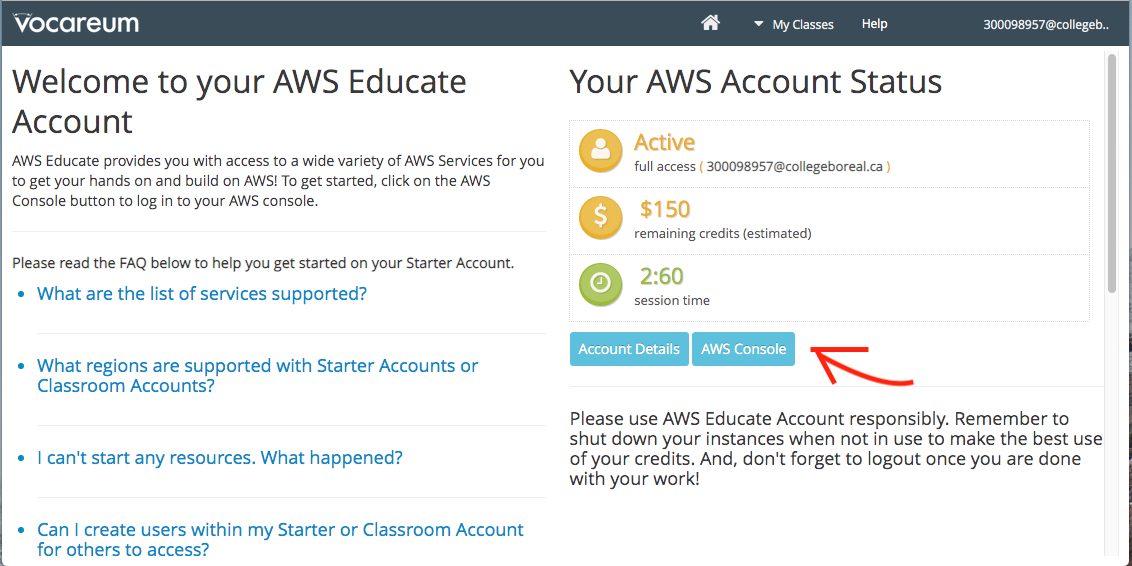 Vocareum
My Classes
Help
300098957@collegeb..
Welcome to your AWS Educate
Account
AWS Educate provides you with access to a wide variety of AWS Services for you
to get your hands on and build on AWS! To get started, click on the AWS
Console button to log in to your AWS console.
Please read the FAQ below to help you get started on your Starter Account.
• What are the list of services supported?
• What regions are supported with Starter Accounts or
Classroom Accounts?
• I can't start any resources. What happened?
• Can I create users within my Starter or Classroom Account
for others to access?
Your AWS Account Status
Active
full access ( 300098957@collegeboreal.ca )
$
$150
remaining credits (estimated)
2:60
session time
Account Details
AWS Console
Please use AWS Educate Account responsibly. Remember to
shut down your instances when not in use to make the best use
of your credits. And, don't forget to logout once you are done
with your work!